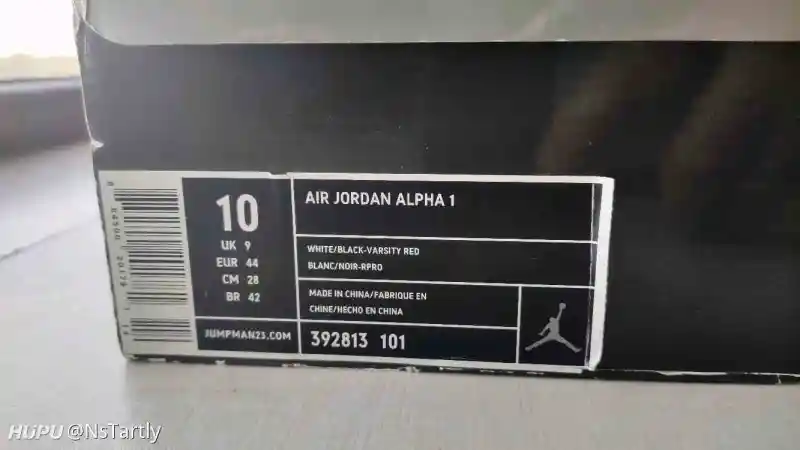 10
UK 9
EUR 44
CM 28
BR 42
JUMPMAN23.COM
AIR JORDAN ALPHA 1
WHITE/BLACK-VARSITY RED
BLANC/NOIR-RPRO
MADE IN CHINA/FABRIQUE EN
CHINE/HECHO EN CHINA
392813 101
HUPU @NsTartly